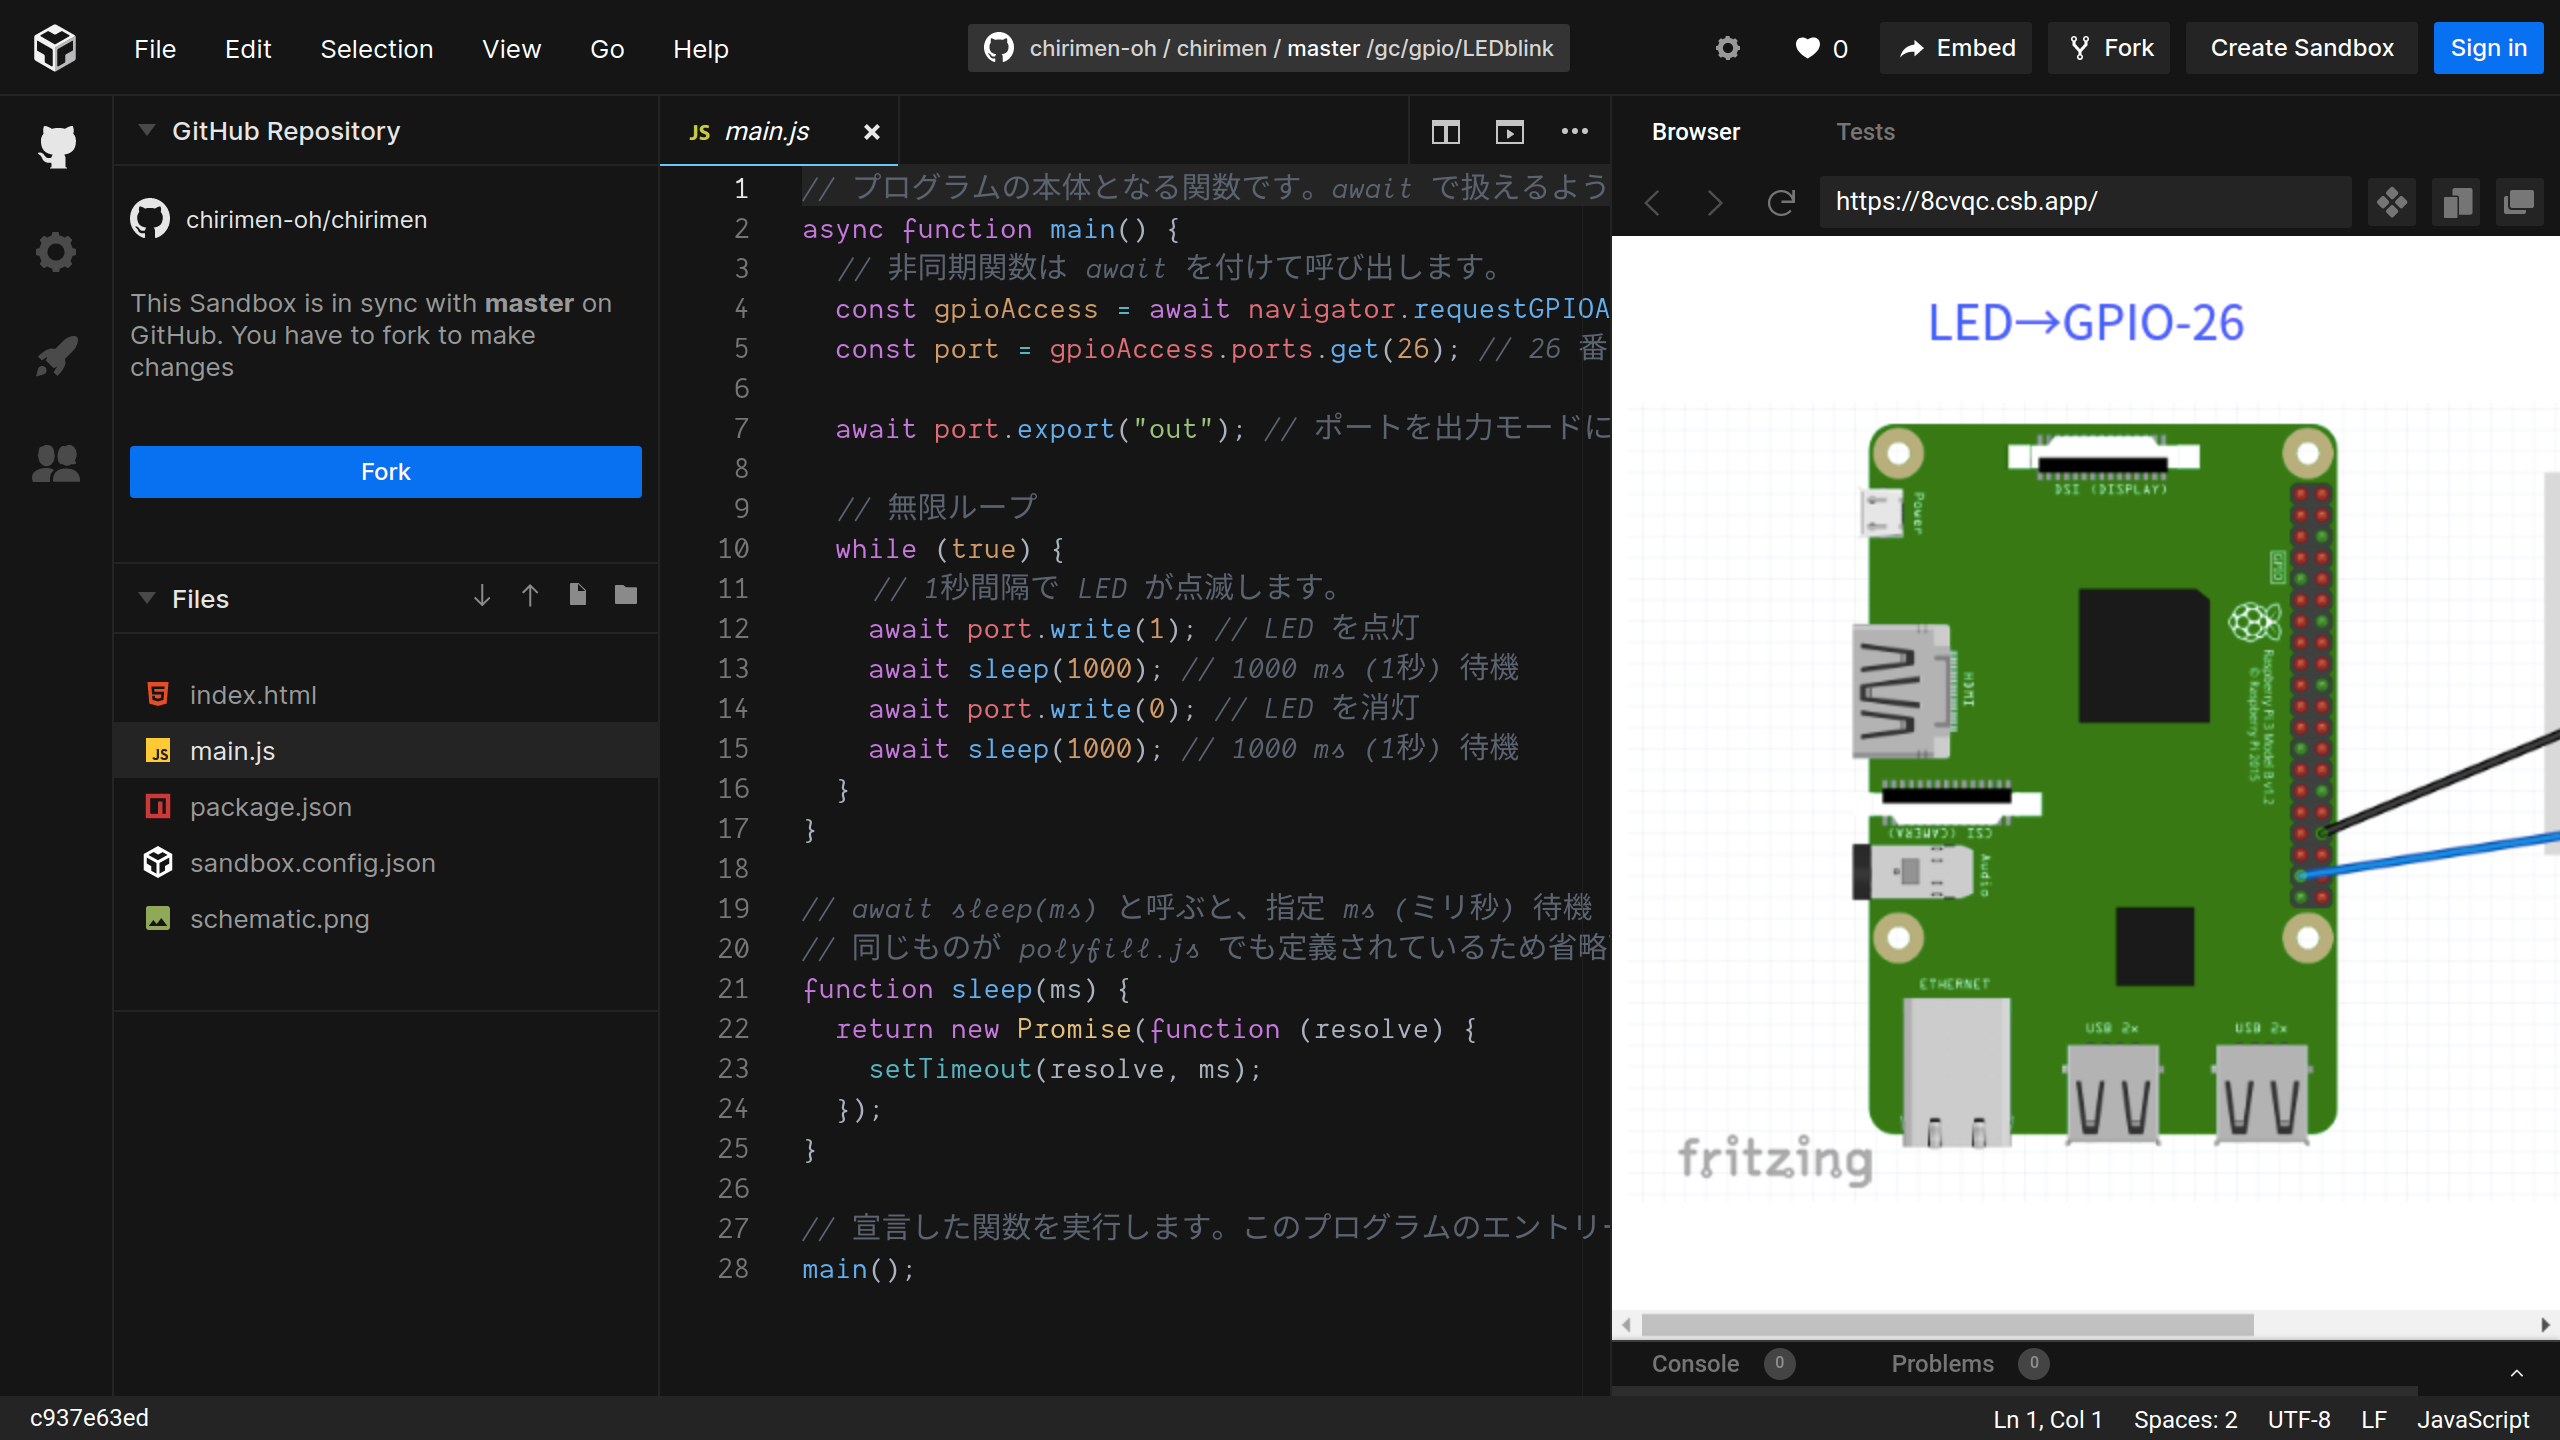 File Edit Selection View Go Help
chirimen-oh / chirimen / master /gc/gpio/LEDblink
0 Embed Fork Create Sandbox Sign in
GitHub Repository
chirimen-oh/chirimen
This Sandbox is in sync with master on
GitHub. You have to fork to make
changes
Fork
Files
index.html
JS main.js
package.json
sandbox.config.json
schematic.png
JS main.js
1 // プログラムの本体となる関数です。await で扱えるよう
2 async function main() {
3 // 非同期関数は await を付けて呼び出します。
4 const gpioAccess = await navigator.requestGPIOA
5 const port = gpioAccess.ports.get(26); // 26 番
6
7 await port.export("out"); // ポートを出力モードに
8
9 // 無限ループ
10 while (true) {
11 // 1秒間隔で LED が点滅します。
12 await port.write(1); // LED を点灯
13 await sleep(1000); // 1000 ms (1秒) 待機
14 await port.write(0); // LED を消灯
15 await sleep(1000); // 1000 ms (1秒) 待機
16 }
17 }
18
19 // await sleep(ms) と呼ぶと、指定 ms (ミリ秒) 待機
20 // 同じものが polyfill.js でも定義されているため省略
21 function sleep(ms) {
22 return new Promise(function (resolve) {
23 setTimeout(resolve, ms);
24 });
25 }
26
27 // 宣言した関数を実行します。このプログラムのエントリー
28 main();
Browser Tests
https://8cvqc.csb.app/
LED→GPIO-26
DSI (DISPLAY)
Power
GPIO
HDMI
Raspberry Pi 3 Model B v1.2
© Raspberry Pi 2015
CSI (CAMERA)
Audio
ETHERNET
USB 2x
USB 2x
fritzing
Console 0 Problems 0
c937e63ed
Ln 1, Col 1 Spaces: 2 UTF-8 LF JavaScript